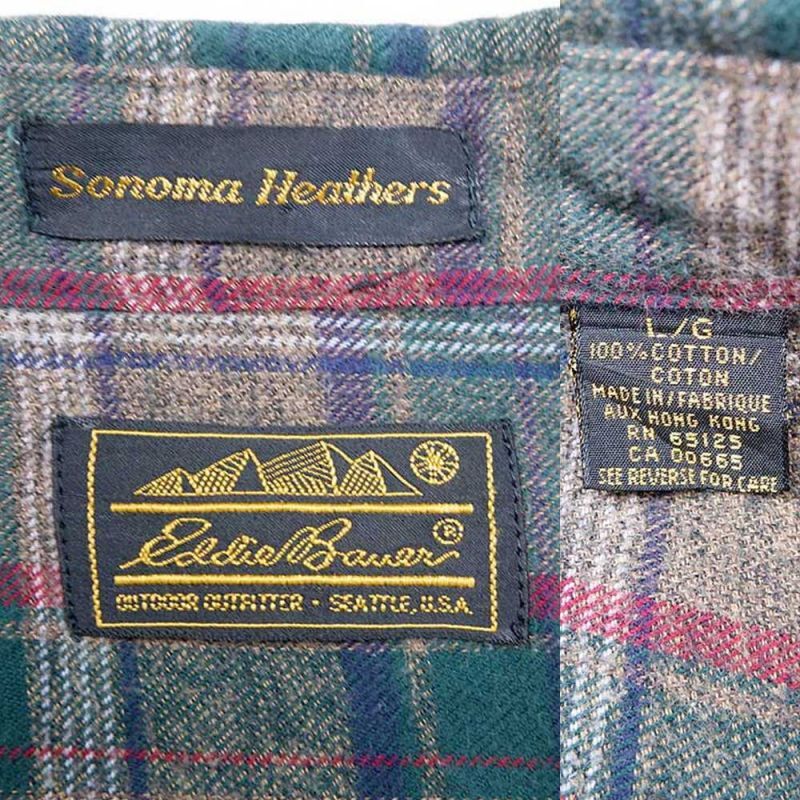 Sonoma Heathers
Eddie Bauer®
OUTDOOR OUTFITTER • SEATTLE, U.S.A.
L/G
100% COTTON/
COTON
MADE IN/FABRIQUE
AUX HONG KONG
RN 65125
CA 00665
SEE REVERSE FOR CARE